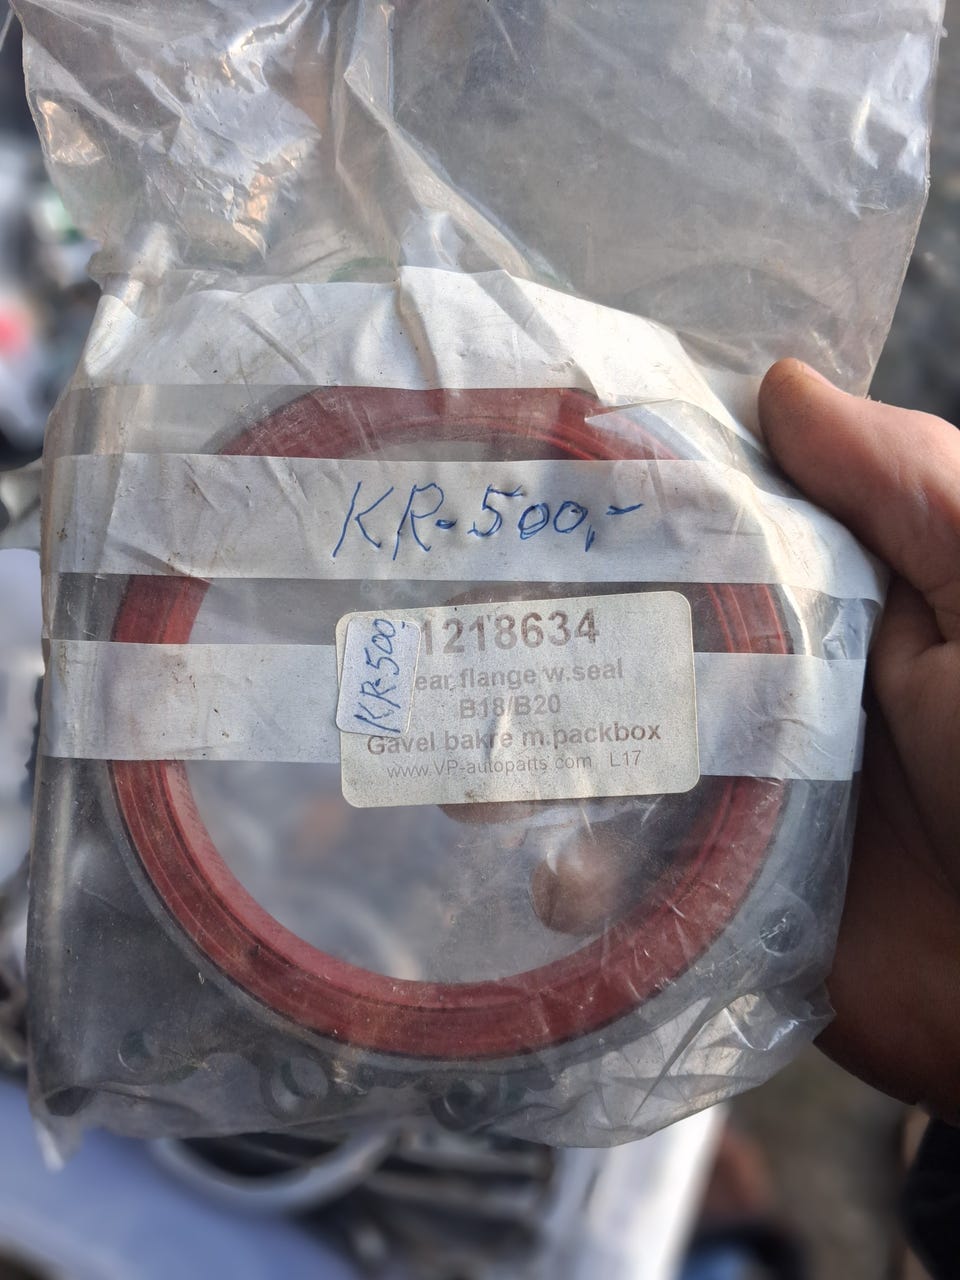 KR-500,-
1218634
ear flange w.seal
B18/B20
Gavel bakre m.packbox
www.VP-autoparts.com L17
KR-500,-